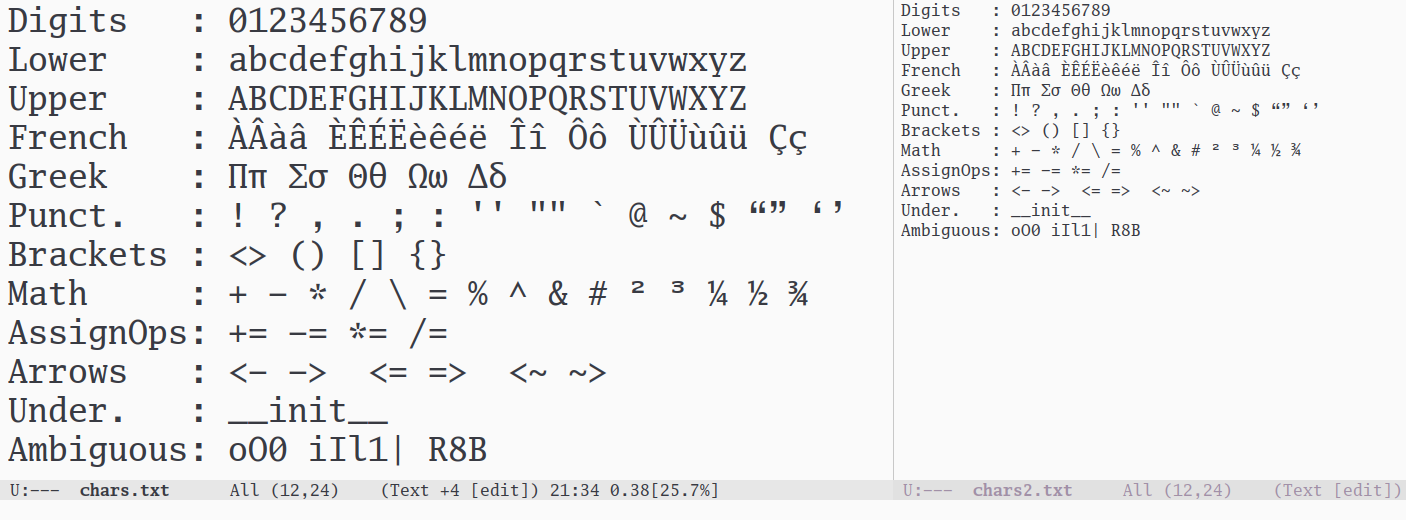 Digits   : 0123456789
Lower    : abcdefghijklmnopqrstuvwxyz
Upper    : ABCDEFGHIJKLMNOPQRSTUVWXYZ
French   : ÀÂàâ ÈÊÉËèêéë Îî Ôô ÙÛÜùûü Çç
Greek    : Ππ Σσ Θθ Ωω Δδ
Punct.   : ! ? , . ; : '' "" ` @ ~ $ “” ‘’
Brackets : <> () [] {}
Math     : + - * / \ = % ^ & # ² ³ ¼ ½ ¾
AssignOps: += -= *= /=
Arrows   : <- ->  <= =>  <~ ~>
Under.   : __init__
Ambiguous: oO0 iIl1| R8B
U:---  chars.txt      All (12,24)    (Text +4 [edit]) 21:34 0.38[25.7%]
Digits   : 0123456789
Lower    : abcdefghijklmnopqrstuvwxyz
Upper    : ABCDEFGHIJKLMNOPQRSTUVWXYZ
French   : ÀÂàâ ÈÊÉËèêéë Îî Ôô ÙÛÜùûü Çç
Greek    : Ππ Σσ Θθ Ωω Δδ
Punct.   : ! ? , . ; : '' "" ` @ ~ $ “” ‘’
Brackets : <> () [] {}
Math     : + - * / \ = % ^ & # ² ³ ¼ ½ ¾
AssignOps: += -= *= /=
Arrows   : <- ->  <= =>  <~ ~>
Under.   : __init__
Ambiguous: oO0 iIl1| R8B
U:---  chars2.txt     All (12,24)    (Text [edit])